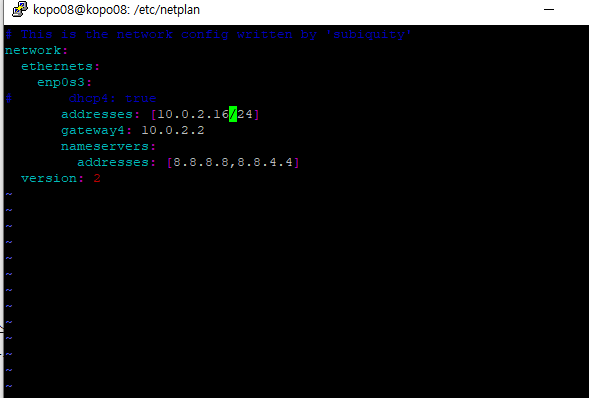 kopo08@kopo08: /etc/netplan
# This is the network config written by 'subiquity'
network:
  ethernets:
    enp0s3:
#       dhcp4: true
       addresses: [10.0.2.16/24]
       gateway4: 10.0.2.2
       nameservers:
         addresses: [8.8.8.8,8.8.4.4]
  version: 2
~
~
~
~
~
~
~
~
~
~
~
~
~